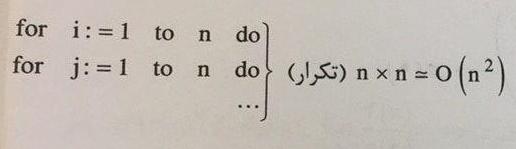 for i:=1 to n do
for j:=1 to n do } (تکرار) n × n ≃ O(n²)
...